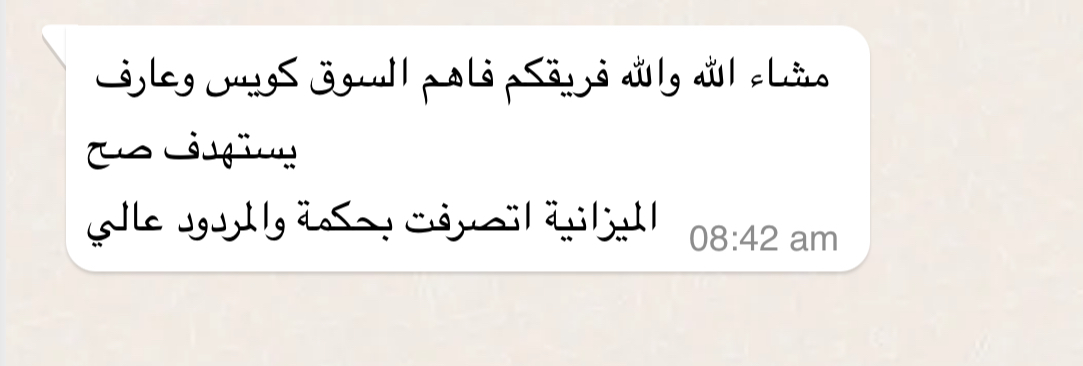 مشاء الله والله فريقكم فاهم السوق كويس وعارف
يستهدف صح
الميزانية اتصرفت بحكمة والمردود عالي
08:42 am